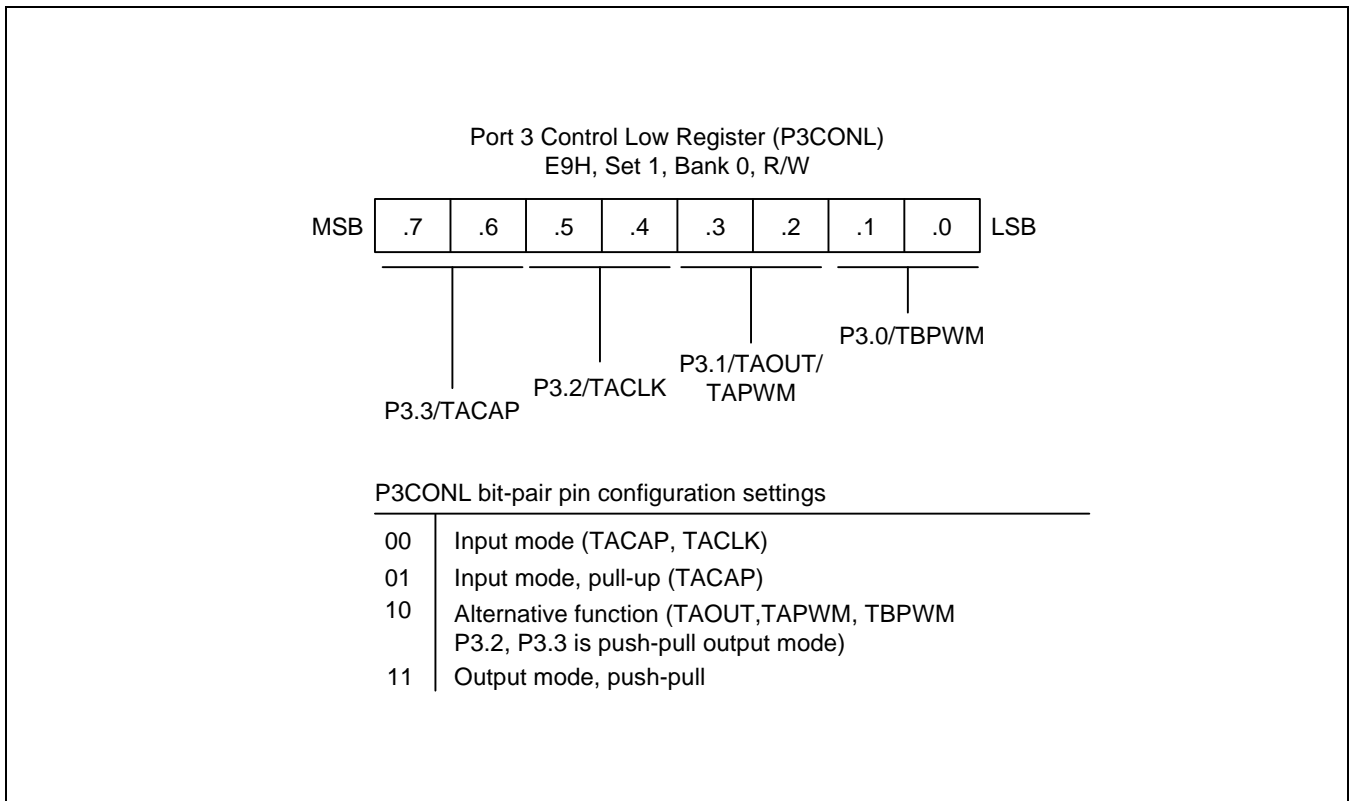 Port 3 Control Low Register (P3CONL)
E9H, Set 1, Bank 0, R/W
MSB .7 .6 .5 .4 .3 .2 .1 .0 LSB
P3.0/TBPWM
P3.1/TAOUT/
TAPWM
P3.2/TACLK
P3.3/TACAP
P3CONL bit-pair pin configuration settings
00 Input mode (TACAP, TACLK)
01 Input mode, pull-up (TACAP)
10 Alternative function (TAOUT,TAPWM, TBPWM
P3.2, P3.3 is push-pull output mode)
11 Output mode, push-pull